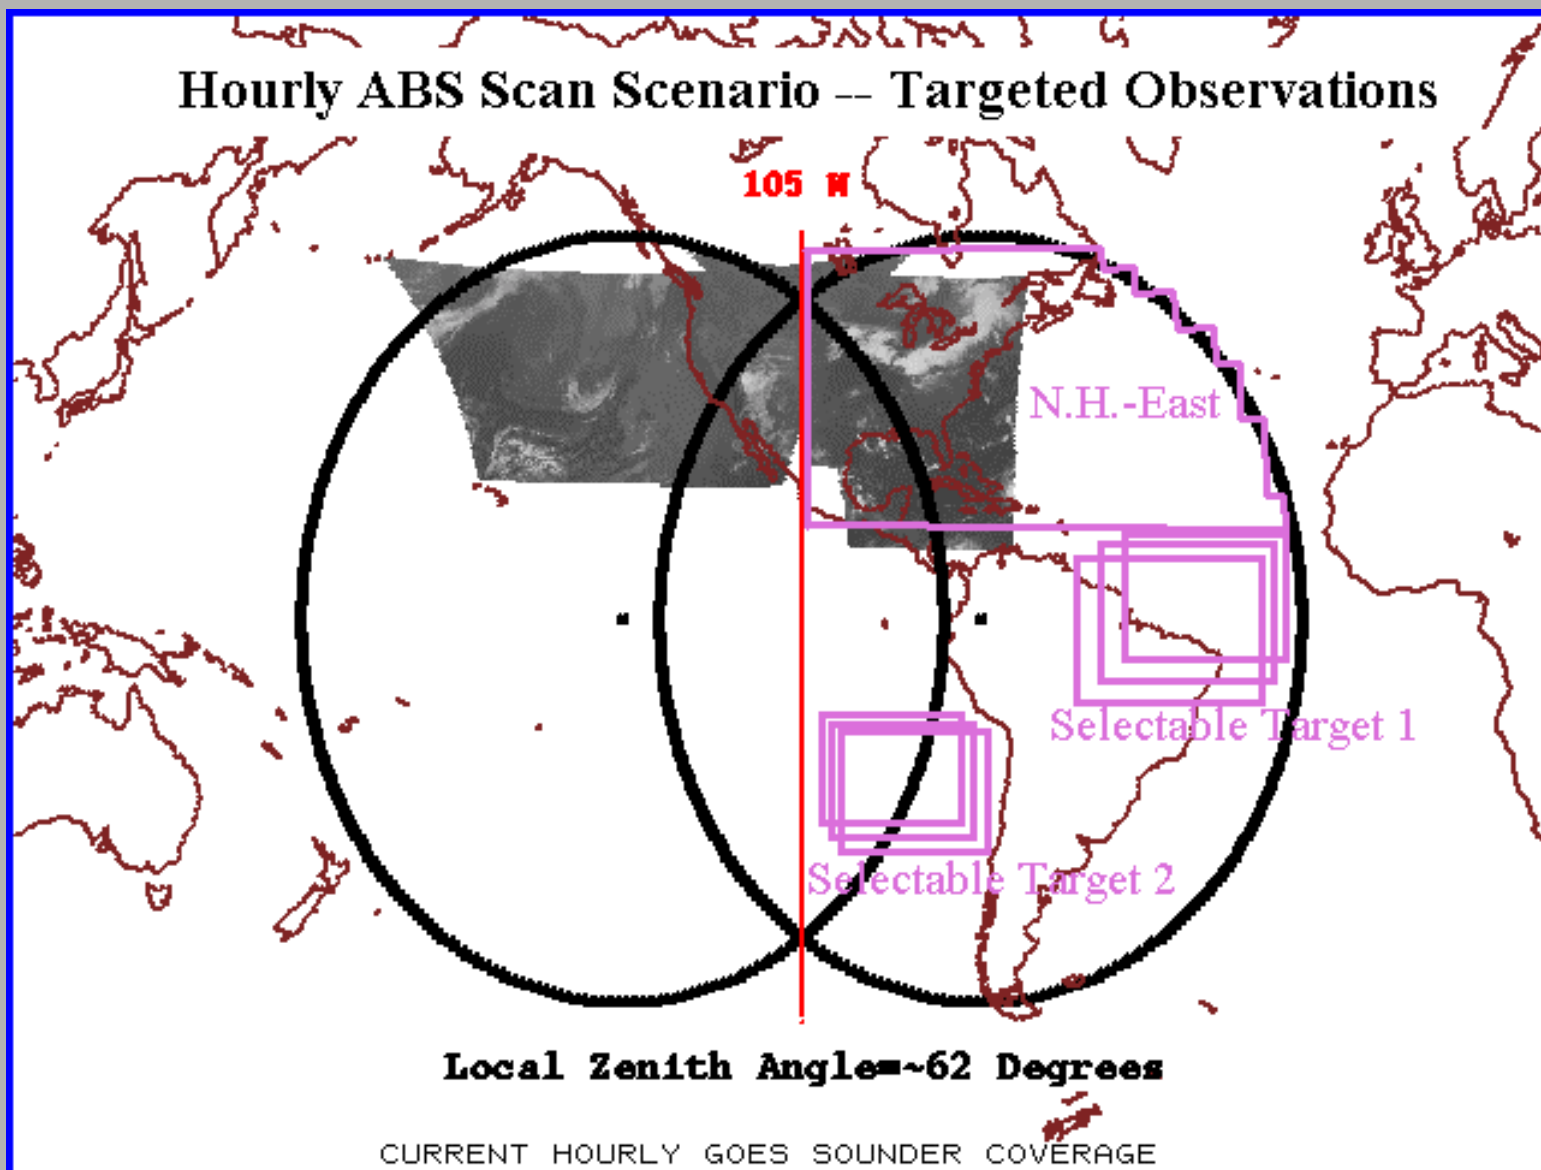 Hourly ABS Scan Scenario -- Targeted Observations
105 W
N.H.-East
Selectable Target 1
Selectable Target 2
Local Zenith Angle=~62 Degrees
CURRENT HOURLY GOES SOUNDER COVERAGE